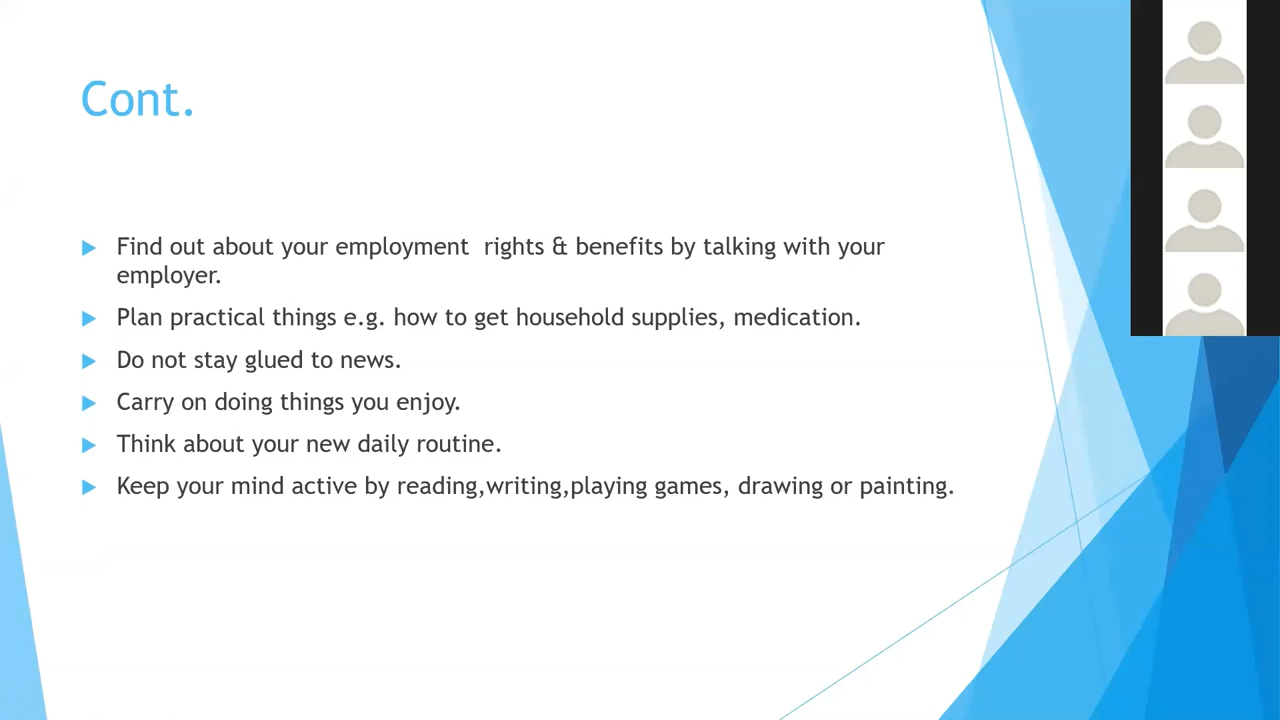 Cont.
Find out about your employment  rights & benefits by talking with your
employer.
Plan practical things e.g. how to get household supplies, medication.
Do not stay glued to news.
Carry on doing things you enjoy.
Think about your new daily routine.
Keep your mind active by reading,writing,playing games, drawing or painting.